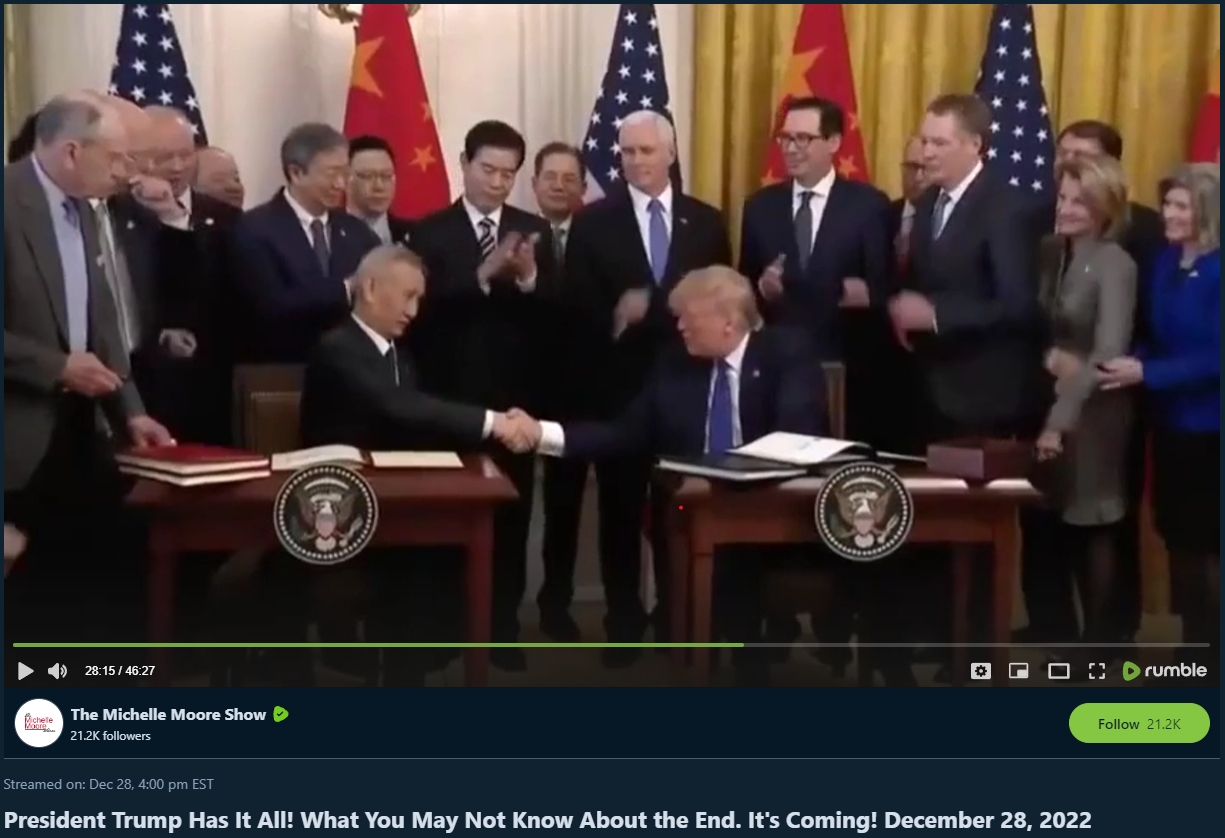 28:15 / 46:27
rumble
The Michelle Moore Show
21.2K followers
Follow 21.2K
Michelle
Moore
Streamed on: Dec 28, 4:00 pm EST
President Trump Has It All! What You May Not Know About the End. It's Coming! December 28, 2022